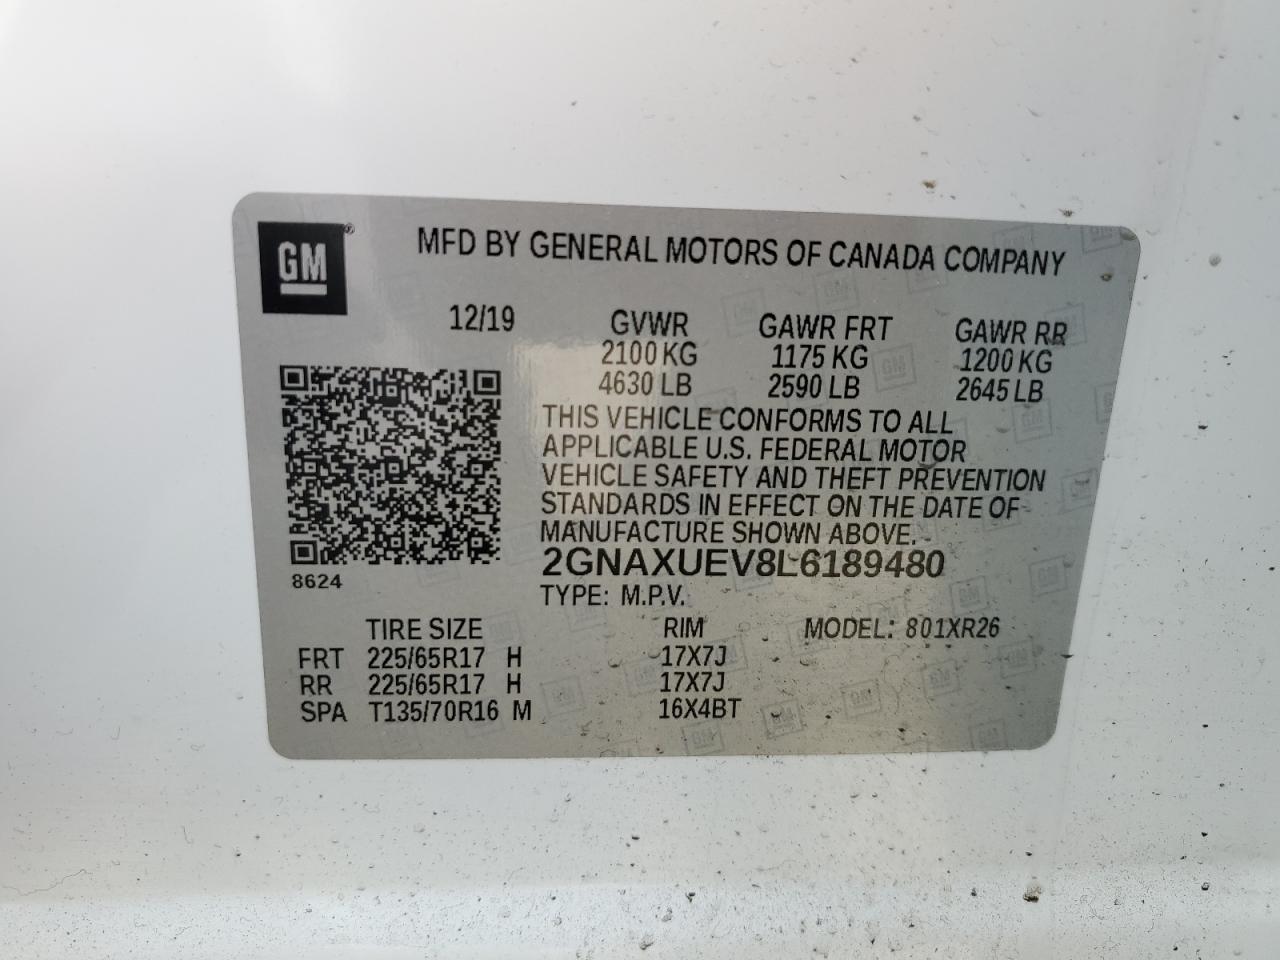 GM®
MFD BY GENERAL MOTORS OF CANADA COMPANY
12/19 GVWR GAWR FRT GAWR RR
2100 KG 1175 KG 1200 KG
4630 LB 2590 LB 2645 LB
THIS VEHICLE CONFORMS TO ALL
APPLICABLE U.S. FEDERAL MOTOR
VEHICLE SAFETY AND THEFT PREVENTION
STANDARDS IN EFFECT ON THE DATE OF
MANUFACTURE SHOWN ABOVE.
2GNAXUEV8L6189480
8624
TYPE: M.P.V.
TIRE SIZE RIM MODEL: 801XR26
FRT 225/65R17 H 17X7J
RR 225/65R17 H 17X7J
SPA T135/70R16 M 16X4BT